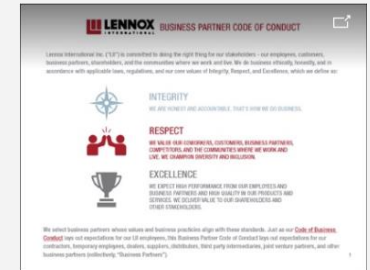 LENNOX BUSINESS PARTNER CODE OF CONDUCT
INTERNATIONAL
Lennox International Inc. ("LII") is committed to doing the right thing for our stakeholders - our employees, customers,
business partners, shareholders, and the communities where we work and live. We do business ethically, honestly, and in
accordance with applicable laws, regulations, and our core values of Integrity, Respect, and Excellence, which we define as:
INTEGRITY
WE ARE HONEST AND ACCOUNTABLE. THAT'S HOW WE DO BUSINESS.
RESPECT
WE VALUE OUR COWORKERS, CUSTOMERS, BUSINESS PARTNERS,
COMPETITORS, AND THE COMMUNITIES WHERE WE WORK AND
LIVE. WE CHAMPION DIVERSITY AND INCLUSION.
EXCELLENCE
WE EXPECT HIGH PERFORMANCE FROM OUR EMPLOYEES AND
BUSINESS PARTNERS AND HIGH QUALITY IN OUR PRODUCTS AND
SERVICES. WE DELIVER VALUE TO OUR SHAREHOLDERS AND
OTHER STAKEHOLDERS.
We select business partners whose values and business practices align with these standards. Just as our Code of Business
Conduct lays out expectations for our LII employees, this Business Partner Code of Conduct lays out expectations for our
contractors, temporary employees, dealers, suppliers, distributors, third party intermediaries, joint venture partners, and other
business partners (collectively, "Business Partners").
1